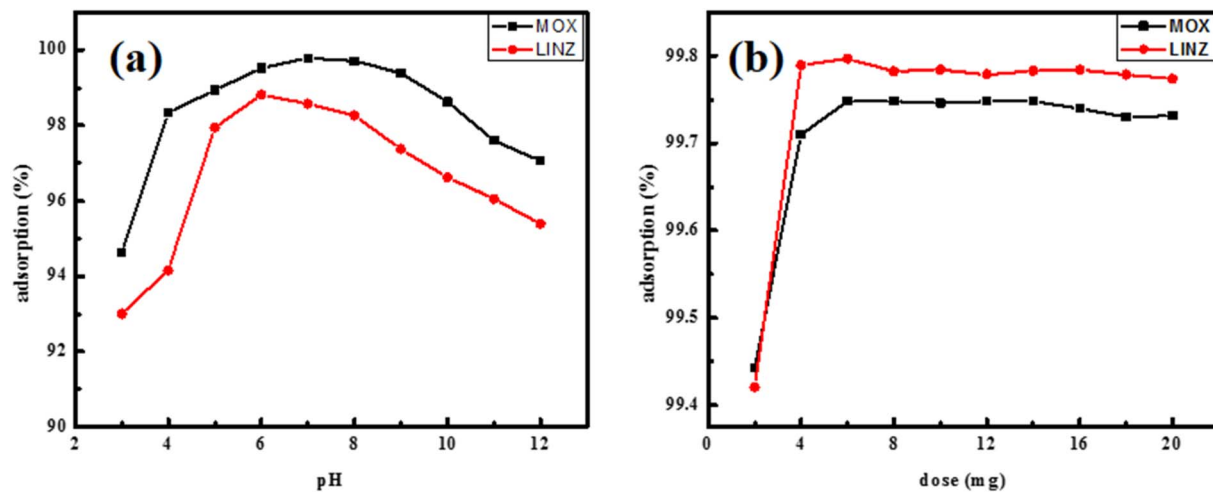 (a)
MOX
LINZ
adsorption (%)
100
98
96
94
92
90
2
4
6
8
10
12
pH
(b)
MOX
LINZ
adsorption (%)
99.8
99.7
99.6
99.5
99.4
0
4
8
12
16
20
dose (mg)